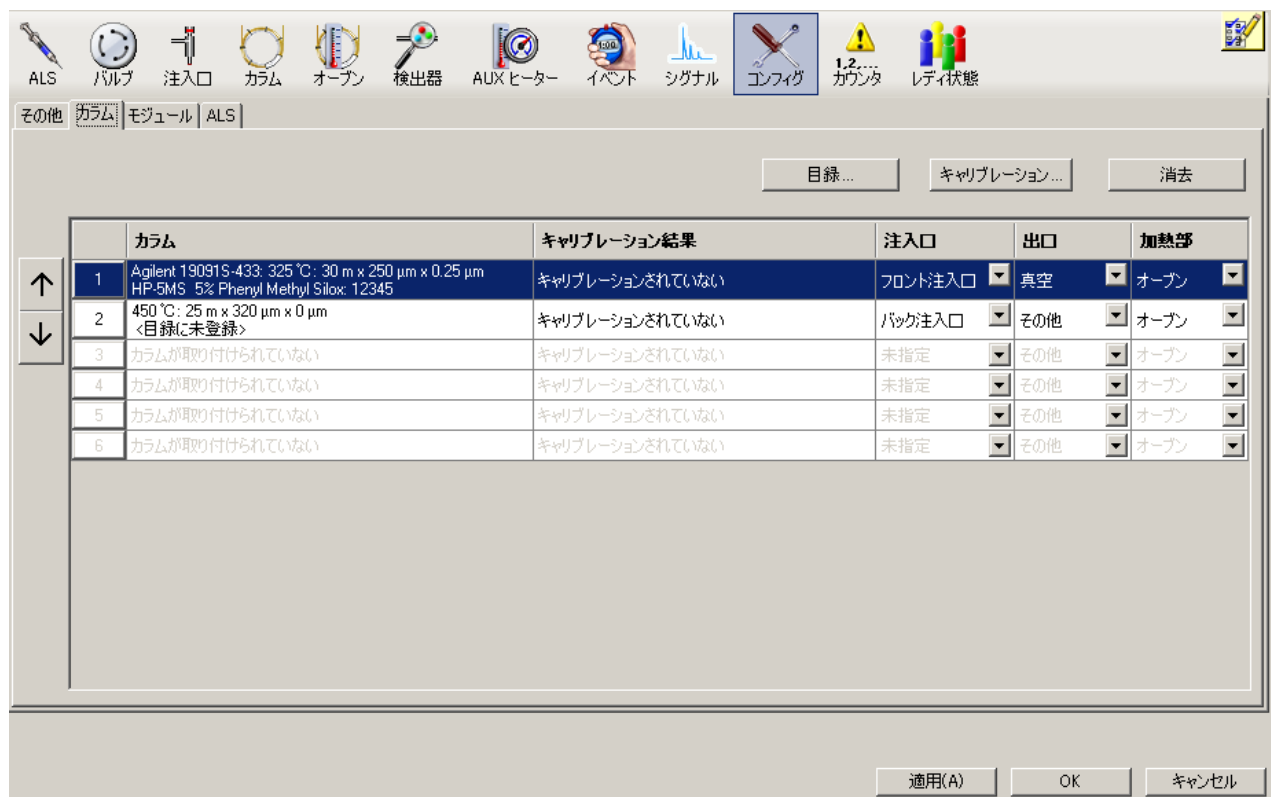 ALS バルブ 注入口 カラム オーブン 検出器 AUX ヒーター イベント シグナル コンフィグ 1,2,... カウンタ レディ状態
1:00
その他 カラム モジュール ALS
目録... キャリブレーション... 消去
カラム キャリブレーション結果 注入口 出口 加熱部
1 Agilent 19091S-433: 325 °C: 30 m x 250 µm x 0.25 µm
HP-5MS 5% Phenyl Methyl Silox: 12345 キャリブレーションされていない フロント注入口 真空 オーブン
2 450 °C: 25 m x 320 µm x 0 µm
<目録に未登録> キャリブレーションされていない バック注入口 その他 オーブン
3 カラムが取り付けられていない キャリブレーションされていない 未指定 その他 オーブン
4 カラムが取り付けられていない キャリブレーションされていない 未指定 その他 オーブン
5 カラムが取り付けられていない キャリブレーションされていない 未指定 その他 オーブン
6 カラムが取り付けられていない キャリブレーションされていない 未指定 その他 オーブン
適用(A) OK キャンセル